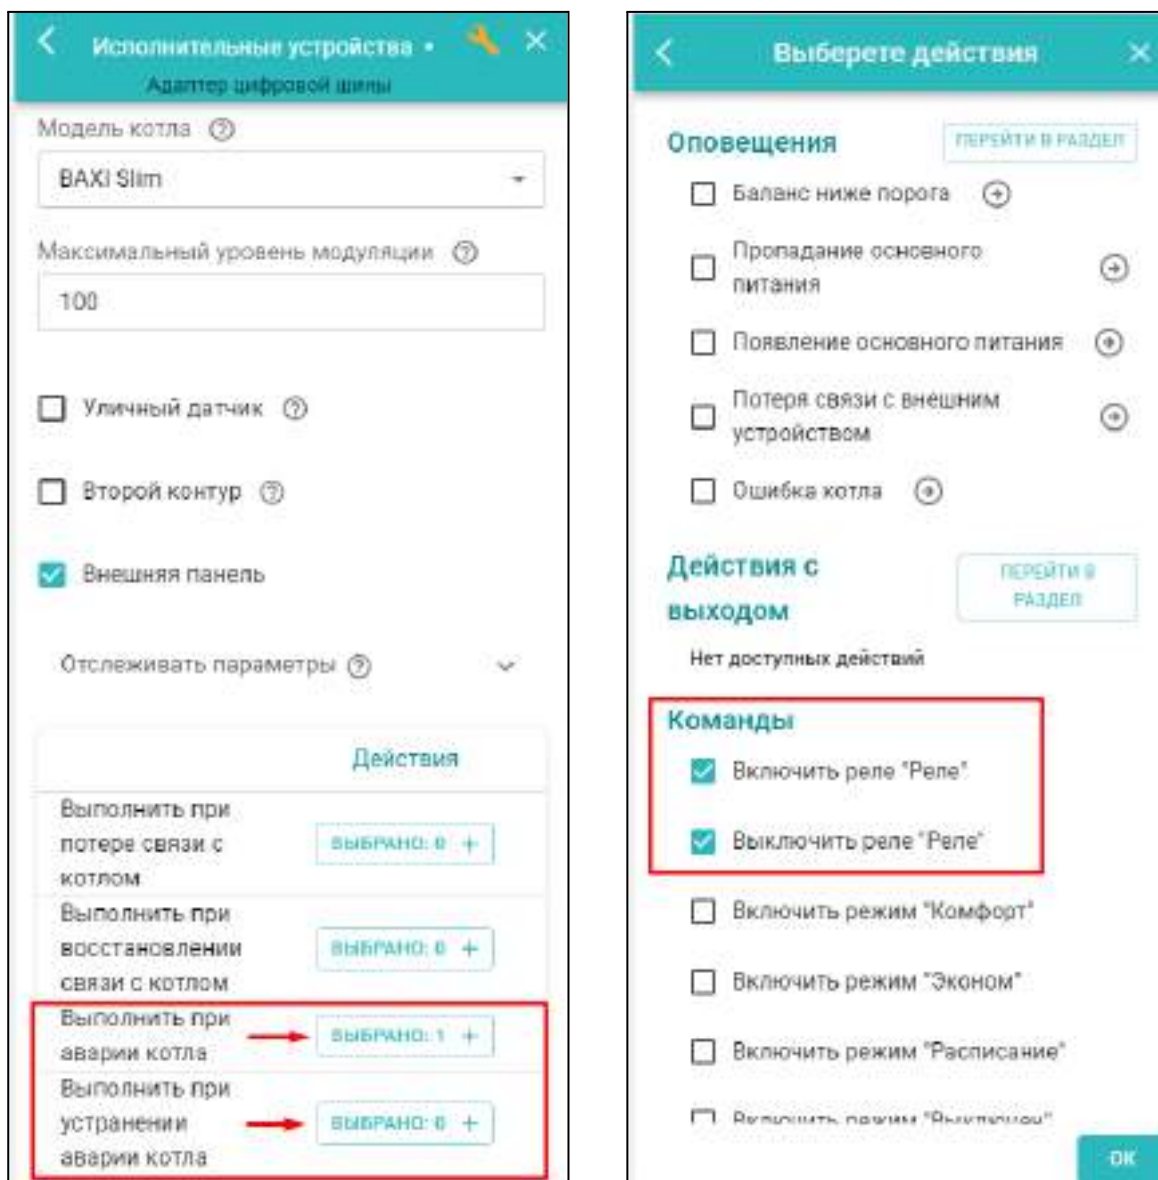 Исполнительные устройства •
Адаптер цифровой шины
Модель котла
BAXI Slim
Максимальный уровень модуляции
100
Уличный датчик
Второй контур
Внешняя панель
Отслеживать параметры
Действия
Выполнить при
потере связи с
котлом
ВЫБРАНО: 0 +
Выполнить при
восстановлении
связи с котлом
ВЫБРАНО: 0 +
Выполнить при
аварии котла
ВЫБРАНО: 1 +
Выполнить при
устранении
аварии котла
ВЫБРАНО: 0 +
Выберете действия
Оповещения
ПЕРЕЙТИ В РАЗДЕЛ
Баланс ниже порога
Пропадание основного
питания
Появление основного питания
Потеря связи с внешним
устройством
Ошибка котла
Действия с
выходом
ПЕРЕЙТИ В
РАЗДЕЛ
Нет доступных действий
Команды
Включить реле "Реле"
Выключить реле "Реле"
Включить режим "Комфорт"
Включить режим "Эконом"
Включить режим "Расписание"
Включить режим "Выключен"
ОК